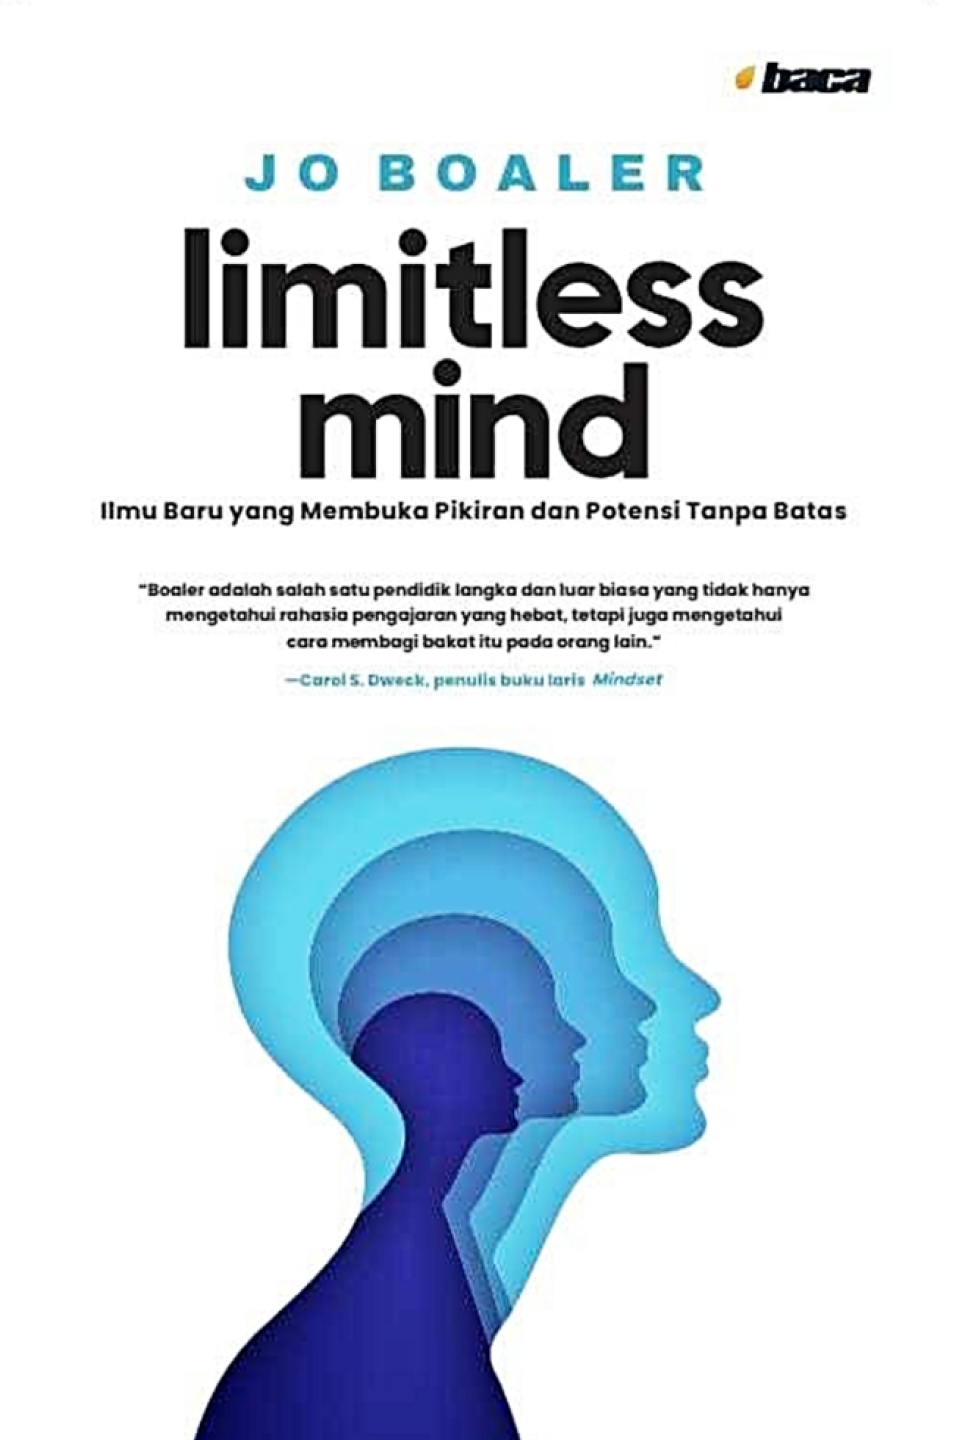 baca
JO BOALER
limitless
mind
Ilmu Baru yang Membuka Pikiran dan Potensi Tanpa Batas
"Boaler adalah salah satu pendidik langka dan luar biasa yang tidak hanya
mengetahui rahasia pengajaran yang hebat, tetapi juga mengetahui
cara membagi bakat itu pada orang lain."
—Carol S. Dweck, penulis buku laris Mindset